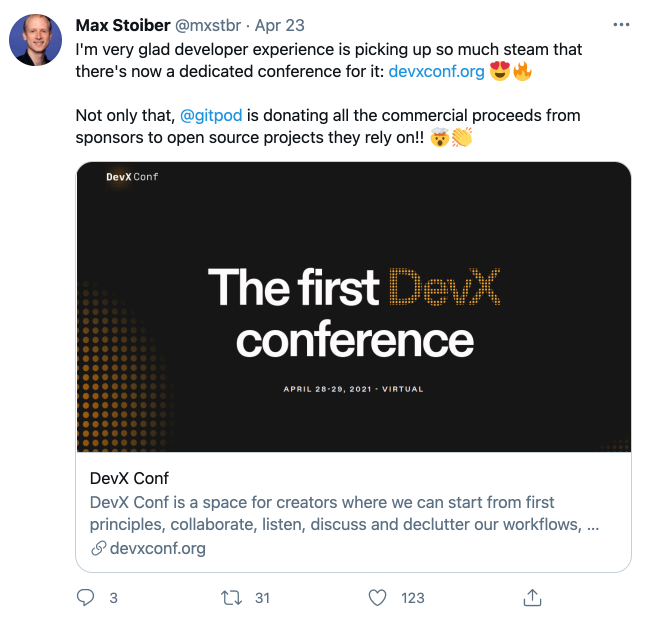 Max Stoiber @mxstbr · Apr 23
I'm very glad developer experience is picking up so much steam that
there's now a dedicated conference for it: devxconf.org 😍🔥
Not only that, @gitpod is donating all the commercial proceeds from
sponsors to open source projects they rely on!! 🤯👏
DevX Conf
The first DevX
conference
APRIL 28-29, 2021 · VIRTUAL
DevX Conf
DevX Conf is a space for creators where we can start from first
principles, collaborate, listen, discuss and declutter our workflows, ...
devxconf.org
3 31 123